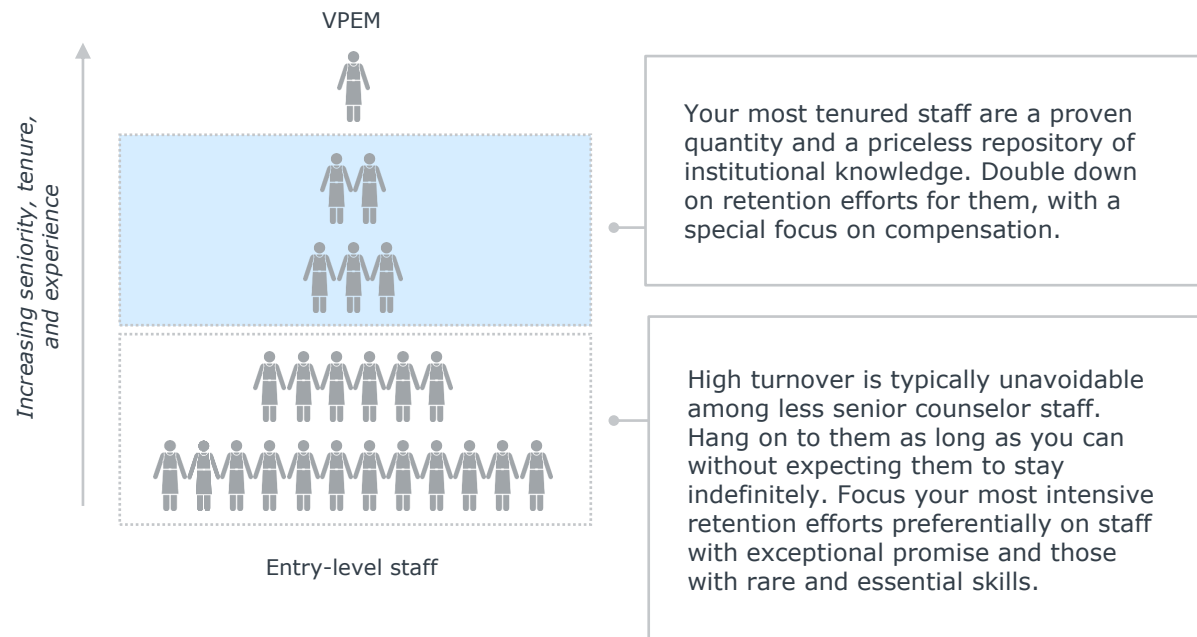 VPEM
Increasing seniority, tenure,
and experience
Your most tenured staff are a proven
quantity and a priceless repository of
institutional knowledge. Double down
on retention efforts for them, with a
special focus on compensation.
High turnover is typically unavoidable
among less senior counselor staff.
Hang on to them as long as you can
without expecting them to stay
indefinitely. Focus your most intensive
retention efforts preferentially on staff
with exceptional promise and those
with rare and essential skills.
Entry-level staff